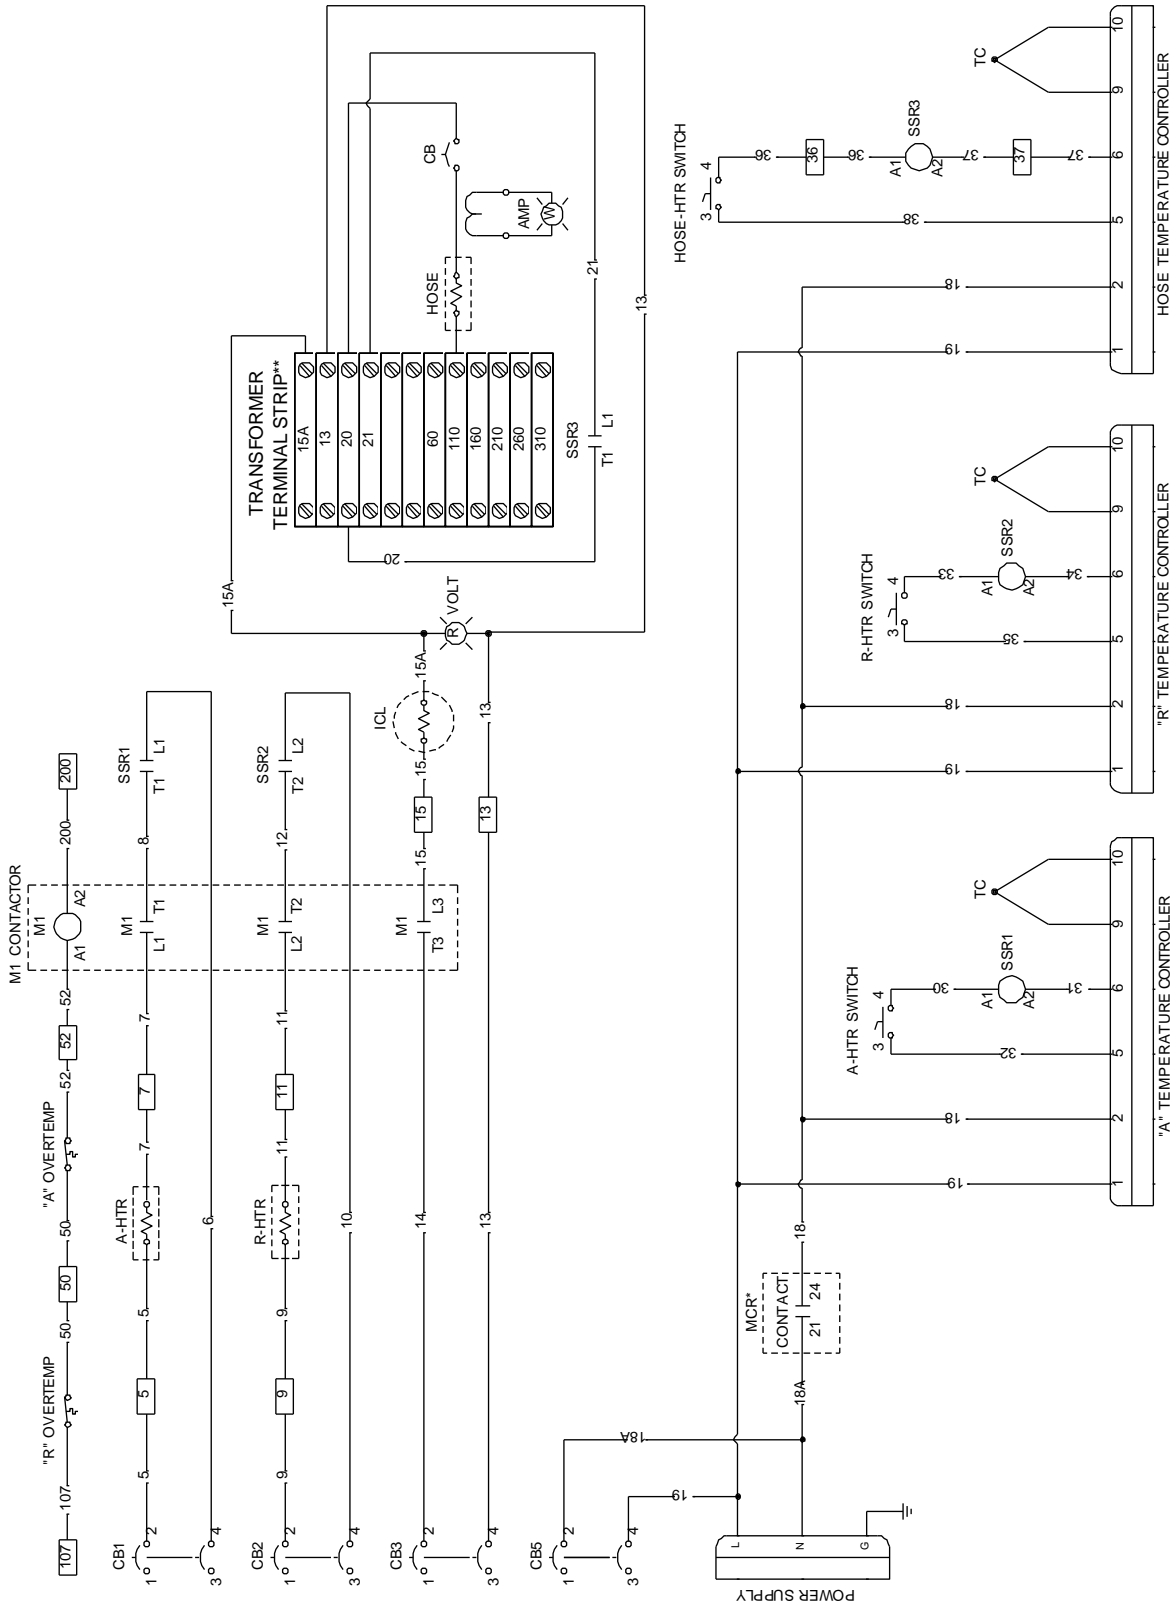 M1 CONTACTOR
107
107
"R" OVERTEMP
50
50
50
"A" OVERTEMP
52
52
52
A1
M1
A2
200
200
CB1
1
2
3
4
5
5
5
A-HTR
7
7
7
M1
L1
T1
8
SSR1
T1
L1
6
CB2
1
2
3
4
9
9
9
R-HTR
11
11
11
M1
L2
T2
12
SSR2
T2
L2
10
CB3
1
2
3
4
14
M1
T3
L3
15
15
15
ICL
15A
13
13
13
R
VOLT
15A
TRANSFORMER
TERMINAL STRIP**
15A
13
20
21
60
110
160
210
260
310
20
SSR3
T1
L1
21
13
HOSE
AMP
W
CB
CB5
1
2
3
4
18A
19
POWER SUPPLY
L
N
G
18A
MCR*
CONTACT
21
24
18
A-HTR SWITCH
3
4
32
30
A1
SSR1
A2
31
TC
19
18
1
2
5
6
9
10
"A" TEMPERATURE CONTROLLER
R-HTR SWITCH
3
4
35
33
A1
SSR2
A2
34
TC
19
18
1
2
5
6
9
10
"R" TEMPERATURE CONTROLLER
HOSE-HTR SWITCH
3
4
38
36
36
36
A1
SSR3
A2
37
37
37
TC
19
18
1
2
5
6
9
10
HOSE TEMPERATURE CONTROLLER